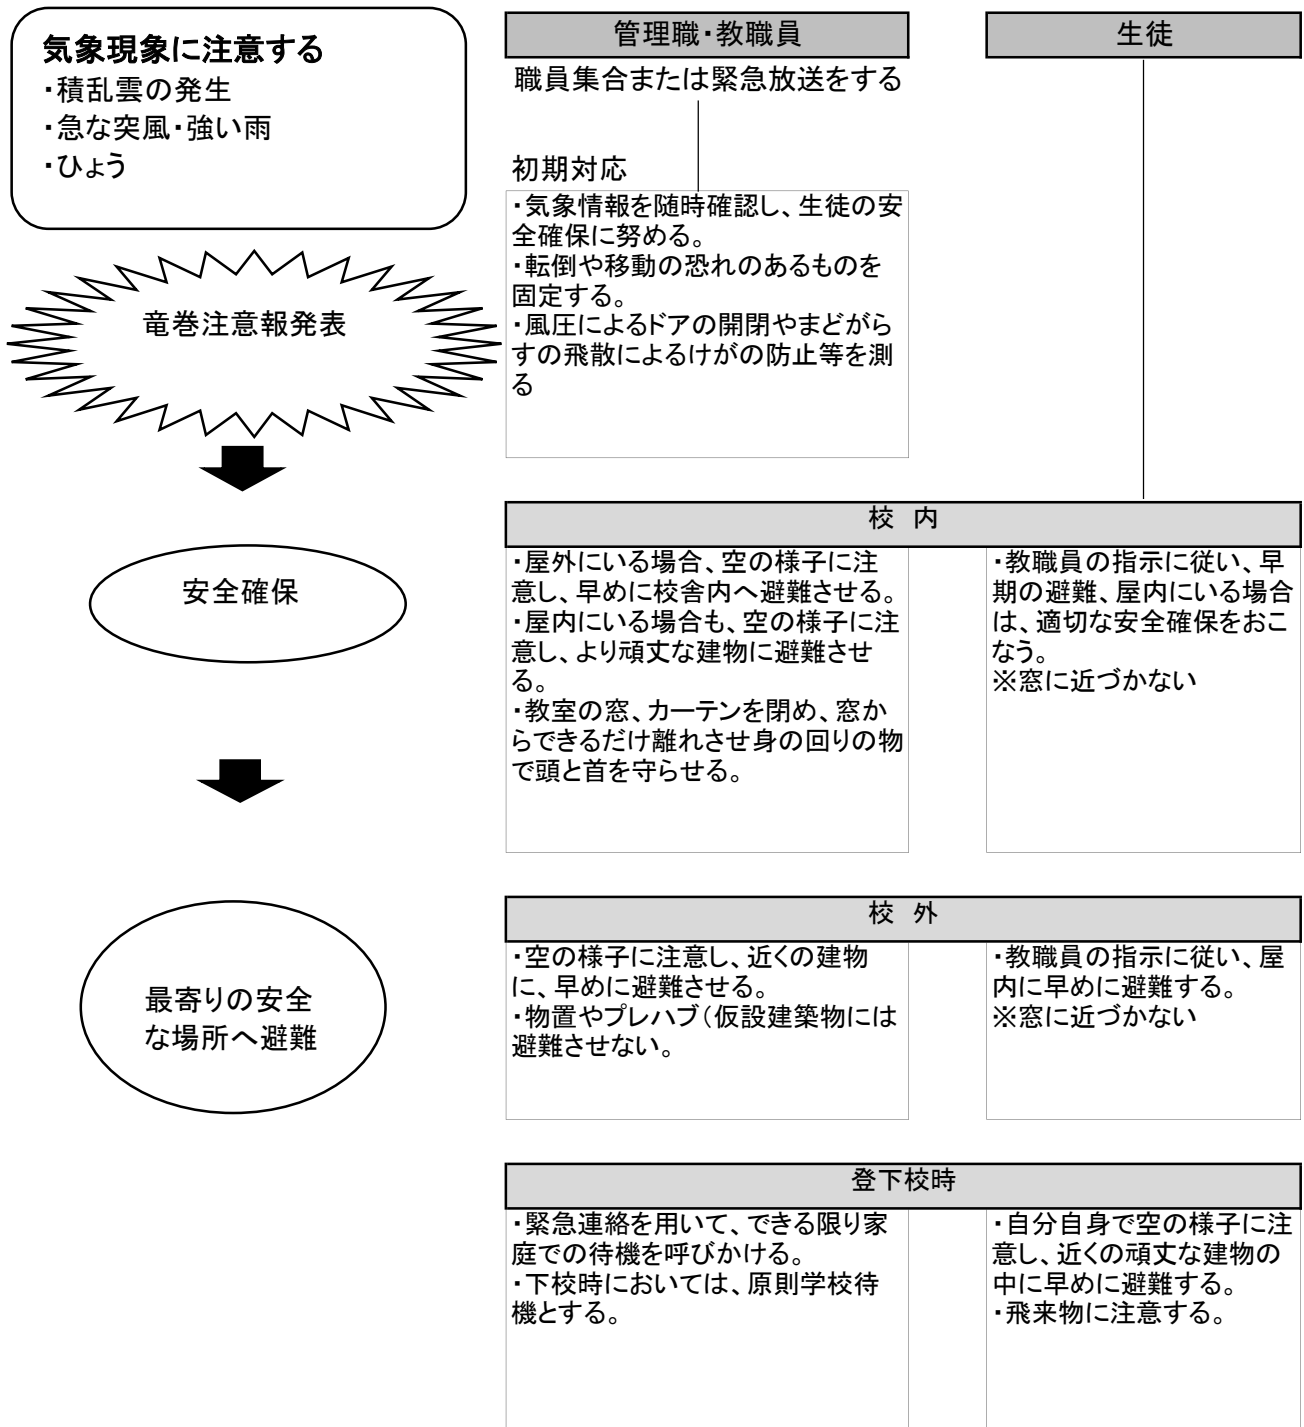 気象現象に注意する
・積乱雲の発生
・急な突風・強い雨
・ひょう
竜巻注意報発表
安全確保
最寄りの安全
な場所へ避難
管理職・教職員
職員集合または緊急放送をする
初期対応
・気象情報を随時確認し、生徒の安
全確保に努める。
・転倒や移動の恐れのあるものを
固定する。
・風圧によるドアの開閉やまどがら
すの飛散によるけがの防止等を測
る
生徒
校 内
・屋外にいる場合、空の様子に注
意し、早めに校舎内へ避難させる。
・屋内にいる場合も、空の様子に注
意し、より頑丈な建物に避難させ
る。
・教室の窓、カーテンを閉め、窓か
らできるだけ離れさせ身の回りの物
で頭と首を守らせる。
・教職員の指示に従い、早
期の避難、屋内にいる場合
は、適切な安全確保をおこ
なう。
※窓に近づかない
校 外
・空の様子に注意し、近くの建物
に、早めに避難させる。
・物置やプレハブ(仮設建築物には
避難させない。
・教職員の指示に従い、屋
内に早めに避難する。
※窓に近づかない
登下校時
・緊急連絡を用いて、できる限り家
庭での待機を呼びかける。
・下校時においては、原則学校待
機とする。
・自分自身で空の様子に注
意し、近くの頑丈な建物の
中に早めに避難する。
・飛来物に注意する。